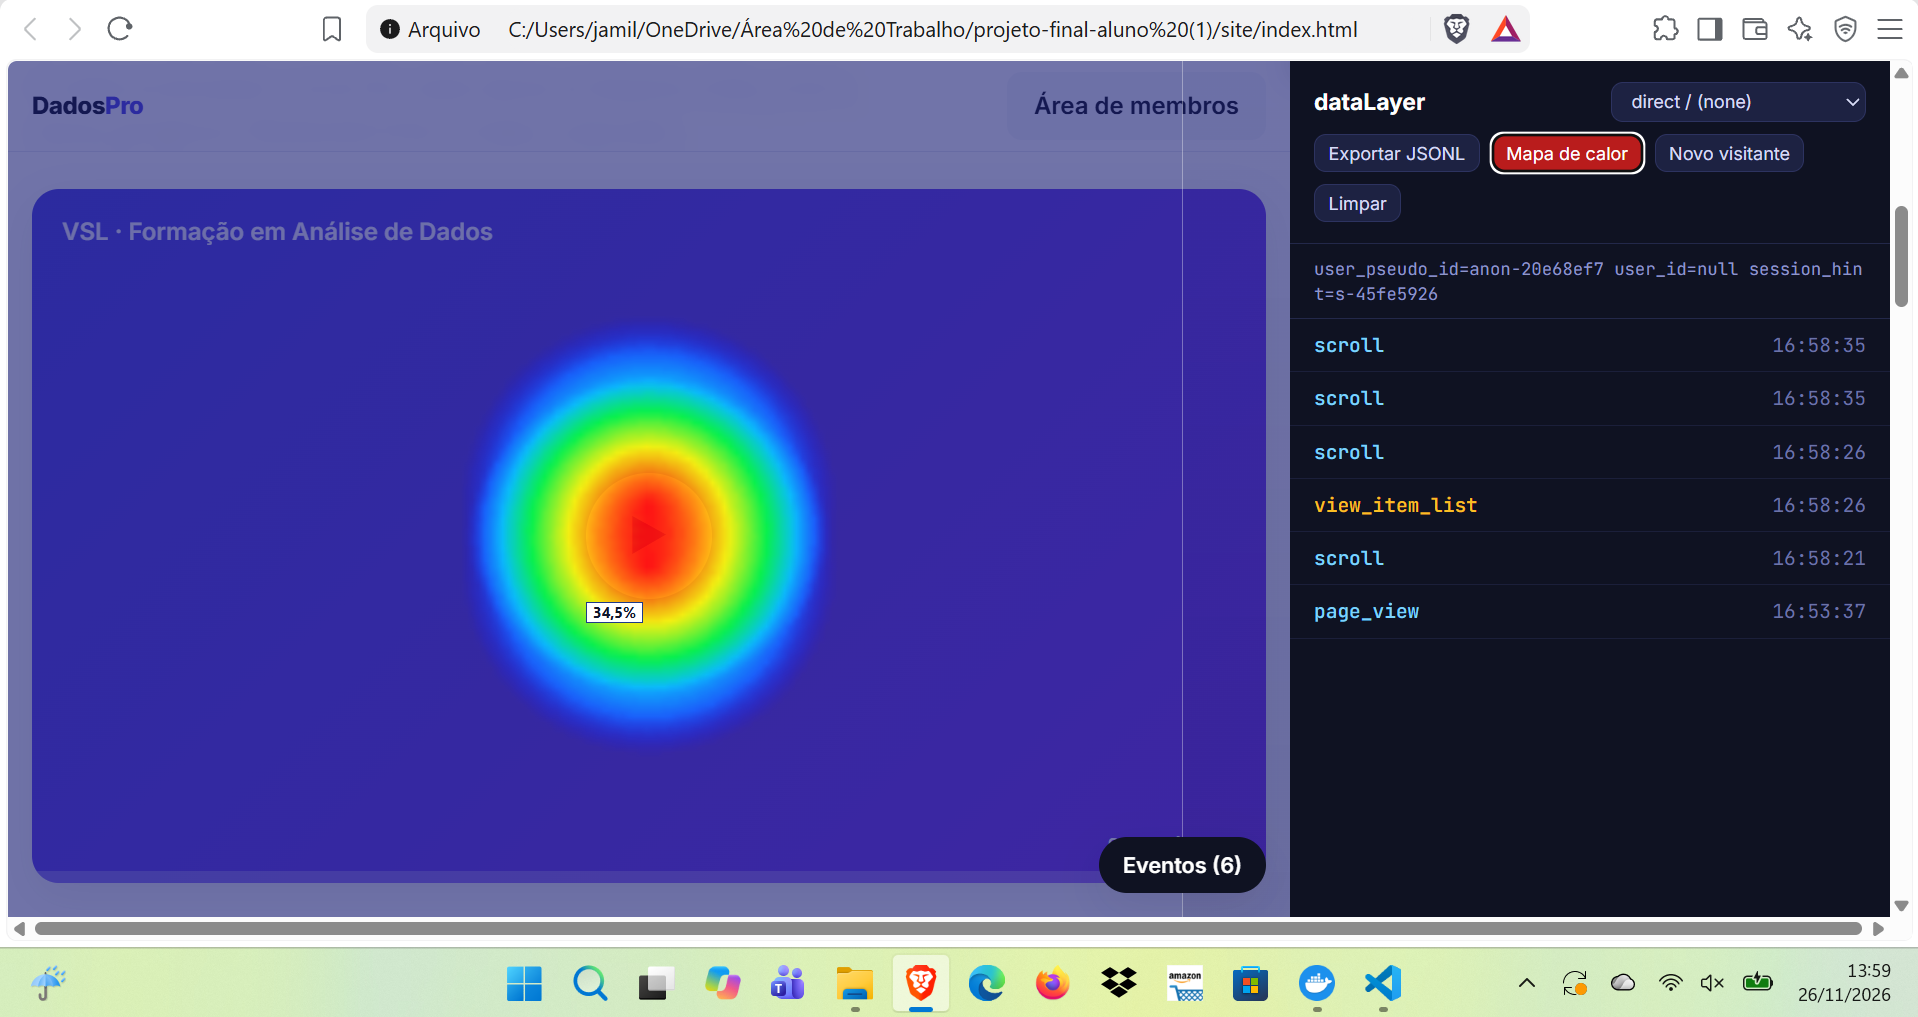 Arquivo C:/Users/jamil/OneDrive/Área%20de%20Trabalho/projeto-final-aluno%20(1)/site/index.html
DadosPro
Área de membros
VSL · Formação em Análise de Dados
34,5%
Eventos (6)
dataLayer
direct / (none)
Exportar JSONL
Mapa de calor
Novo visitante
Limpar
user_pseudo_id=anon-20e68ef7 user_id=null session_hin
t=s-45fe5926
scroll 16:58:35
scroll 16:58:35
scroll 16:58:26
view_item_list 16:58:26
scroll 16:58:21
page_view 16:53:37
amazon
13:59
26/11/2026